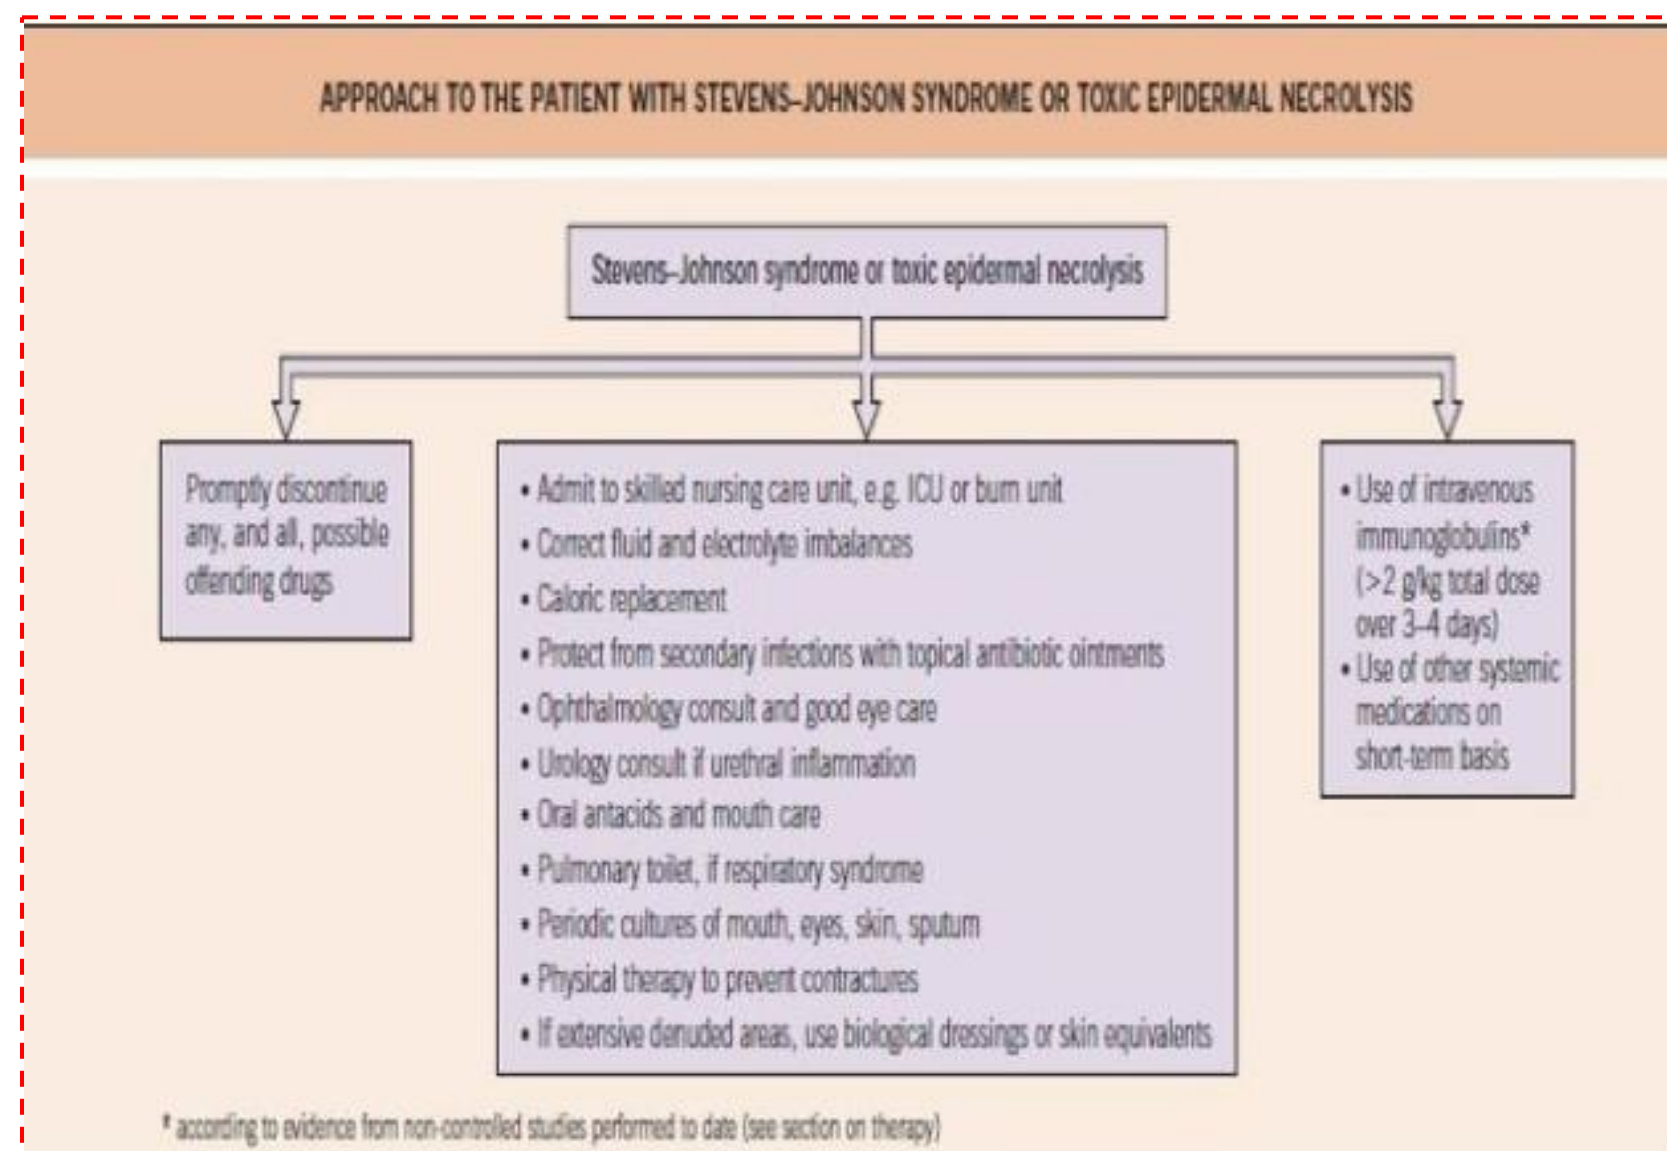 APPROACH TO THE PATIENT WITH STEVENS–JOHNSON SYNDROME OR TOXIC EPIDERMAL NECROLYSIS
Stevens–Johnson syndrome or toxic epidermal necrolysis
Promptly discontinue
any, and all, possible
offending drugs
• Admit to skilled nursing care unit, e.g. ICU or burn unit
• Correct fluid and electrolyte imbalances
• Caloric replacement
• Protect from secondary infections with topical antibiotic ointments
• Ophthalmology consult and good eye care
• Urology consult if urethral inflammation
• Oral antacids and mouth care
• Pulmonary toilet, if respiratory syndrome
• Periodic cultures of mouth, eyes, skin, sputum
• Physical therapy to prevent contractures
• If extensive denuded areas, use biological dressings or skin equivalents
• Use of intravenous
immunoglobulins*
(>2 g/kg total dose
over 3–4 days)
• Use of other systemic
medications on
short-term basis
* according to evidence from non-controlled studies performed to date (see section on therapy)